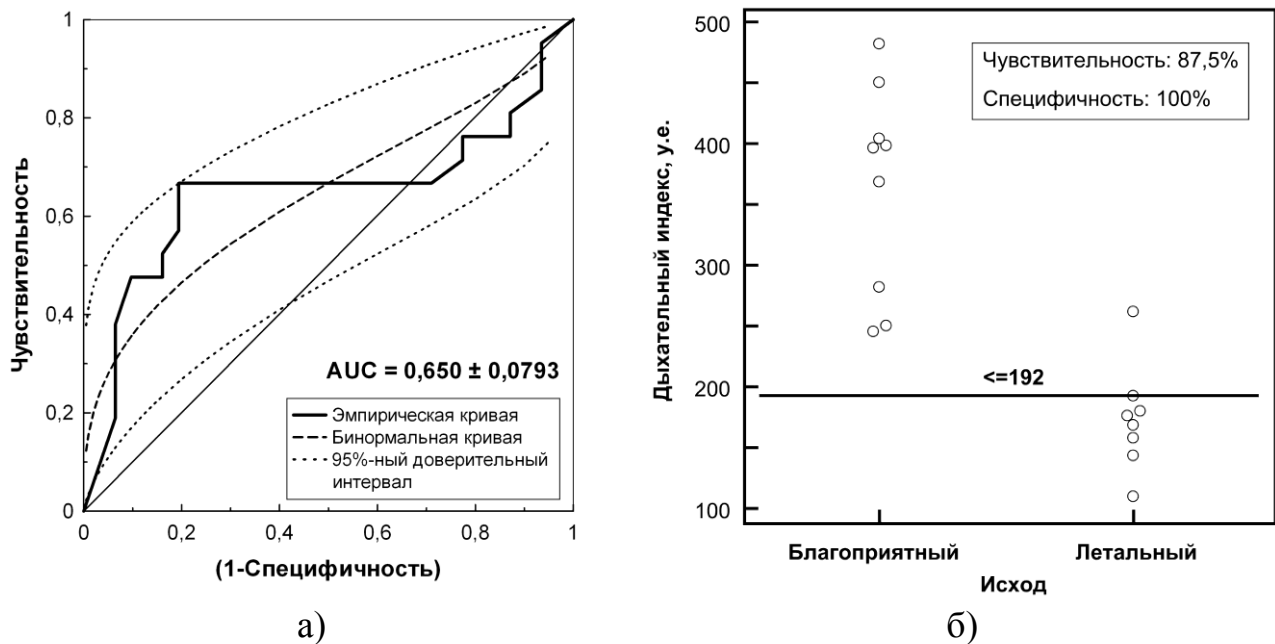 Чувствительность
1
0,8
0,6
0,4
0,2
0
0
0,2
0,4
0,6
0,8
1
(1-Специфичность)
AUC = 0,650 ± 0,0793
Эмпирическая кривая
Бинормальная кривая
95%-ный доверительный
интервал
а)
Дыхательный индекс, у.е.
500
400
300
200
100
Чувствительность: 87,5%
Специфичность: 100%
<=192
Благоприятный
Летальный
Исход
б)